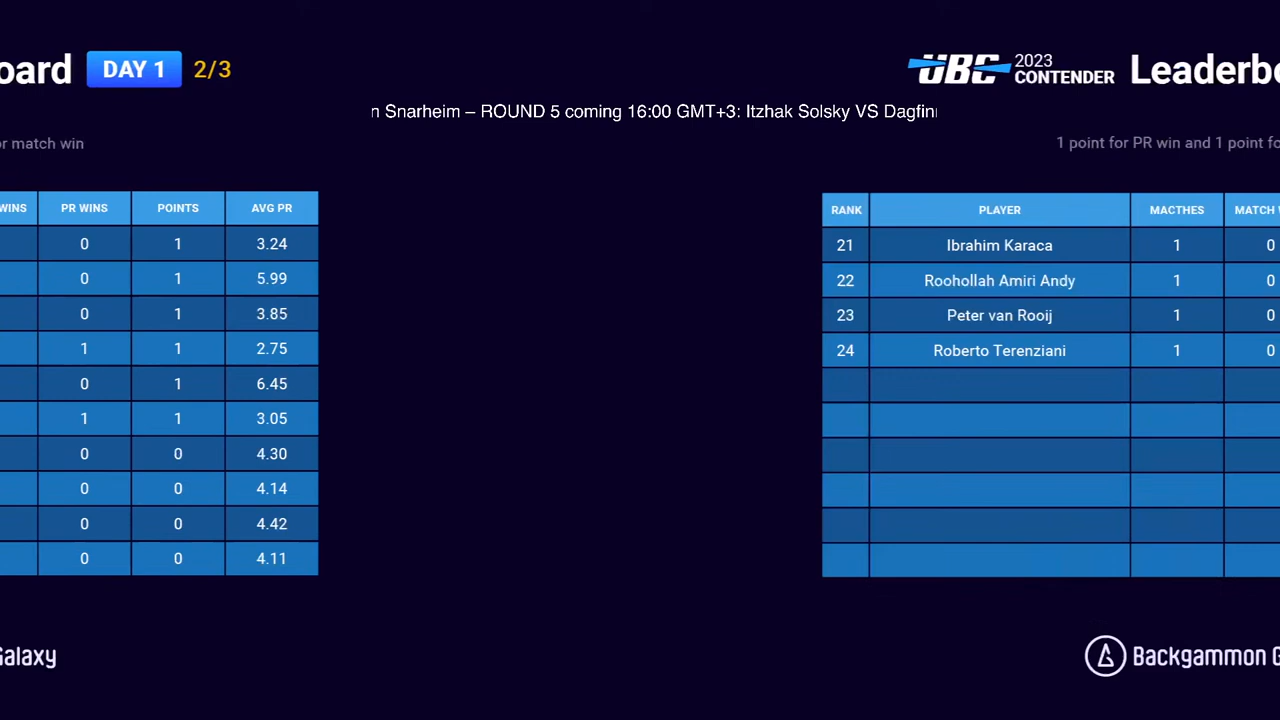 oard DAY 1 2/3
UBC 2023 CONTENDER Leaderbo
n Snarheim – ROUND 5 coming 16:00 GMT+3: Itzhak Solsky VS Dagfin
or match win
1 point for PR win and 1 point fo
WINS PR WINS POINTS AVG PR
0 1 3.24
0 1 5.99
0 1 3.85
1 1 2.75
0 1 6.45
1 1 3.05
0 0 4.30
0 0 4.14
0 0 4.42
0 0 4.11
RANK PLAYER MACTHES MATCH W
21 Ibrahim Karaca 1 0
22 Roohollah Amiri Andy 1 0
23 Peter van Rooij 1 0
24 Roberto Terenziani 1 0
Galaxy
Backgammon G